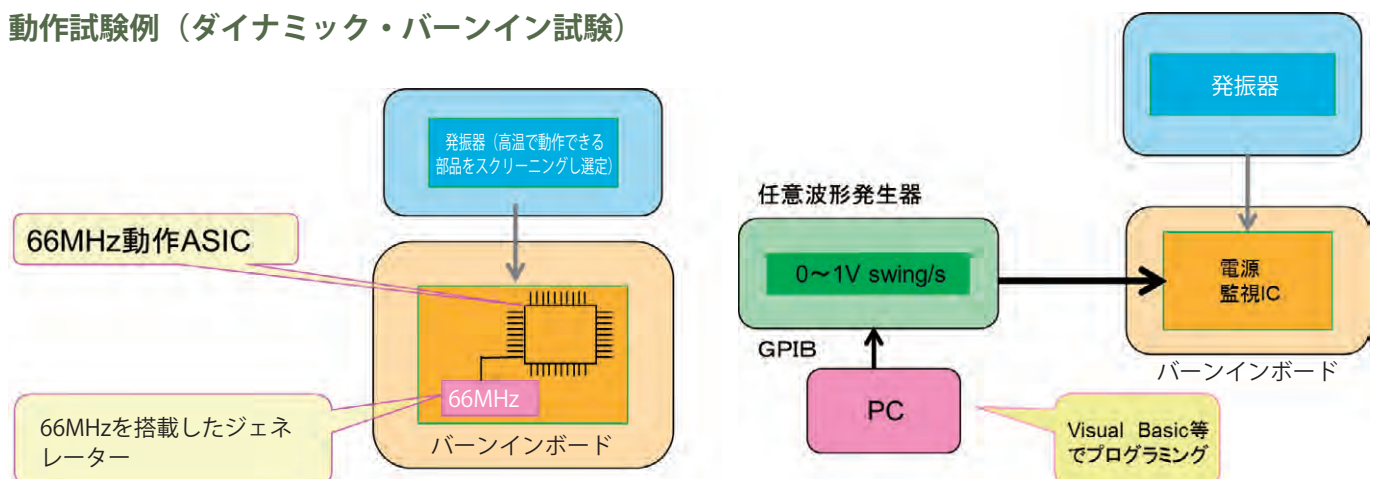 動作試験例（ダイナミック・バーンイン試験）
発振器（高温で動作できる
部品をスクリーニングし選定）
66MHz動作ASIC
66MHz
66MHzを搭載したジェネ
レーター
バーンインボード
発振器
任意波形発生器
0～1V swing/s
電源
監視IC
GPIB
バーンインボード
PC
Visual Basic等
でプログラミング